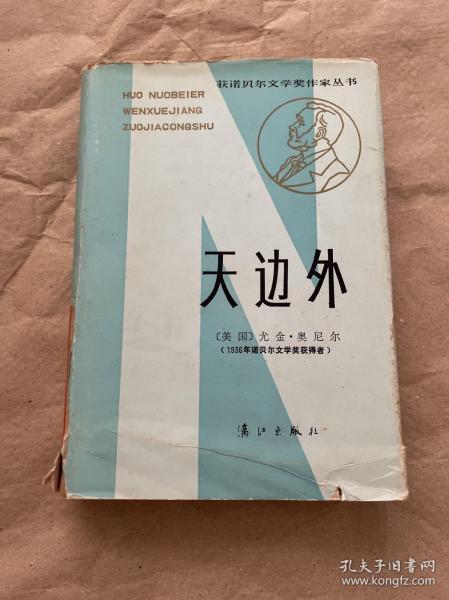 获诺贝尔文学奖作家丛书
HUO NUOBEIER
WENXUEJIANG
ZUOJIACONGSHU
天边外
〔美国〕尤金·奥尼尔
（1936年诺贝尔文学奖获得者）
漓江出版社
孔夫子旧书网
www.kongfz.com